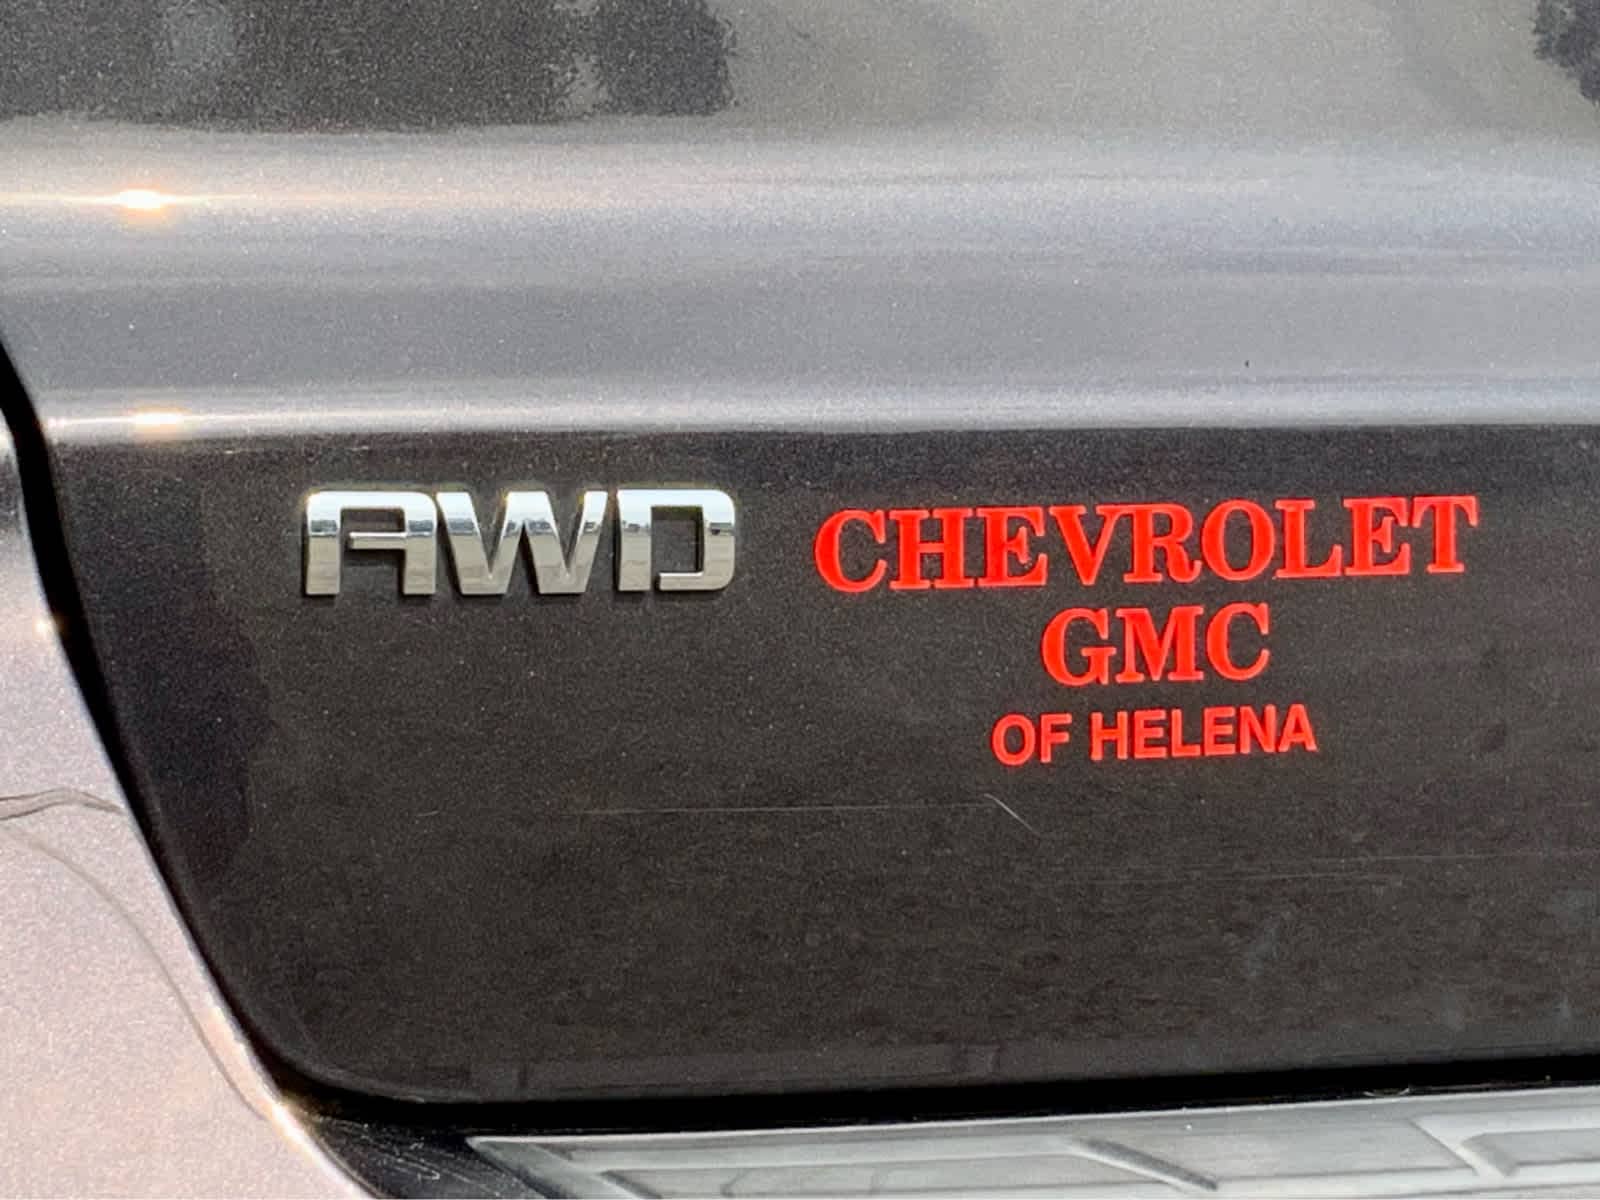 AWD
CHEVROLET
GMC
OF HELENA